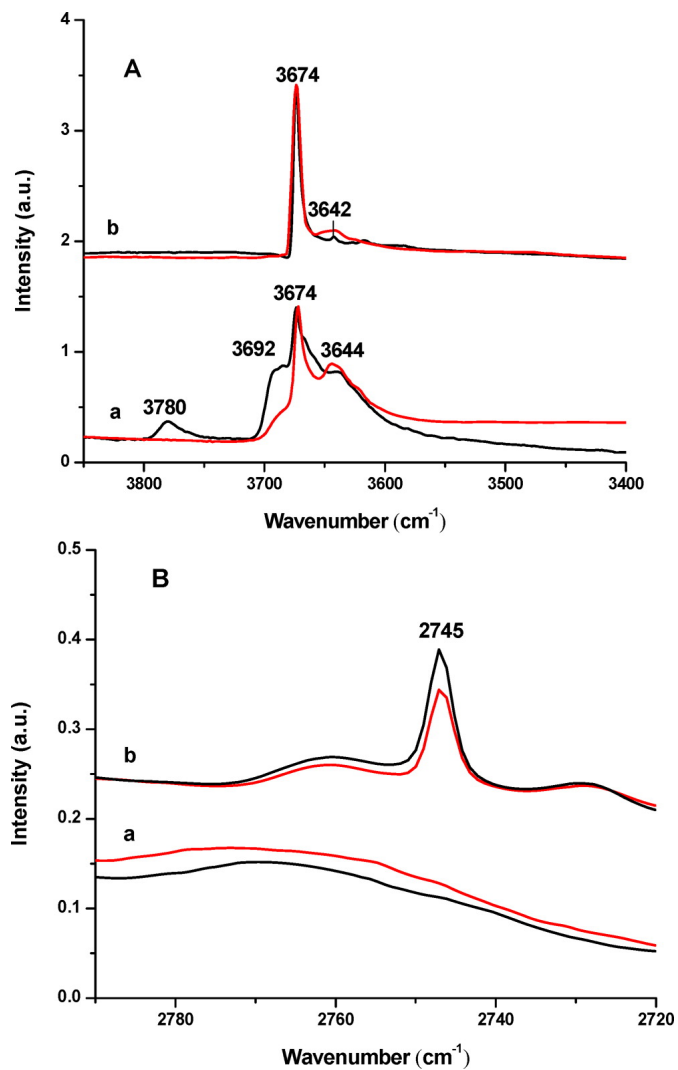 4
A
3674
3
Intensity (a.u.)
b
3642
2
3674
3692
3644
1
3780
a
0
3800
3700
3600
3500
3400
Wavenumber (cm⁻¹)
0.5
B
2745
0.4
Intensity (a.u.)
0.3
b
0.2
a
0.1
0.0
2780
2760
2740
2720
Wavenumber (cm⁻¹)